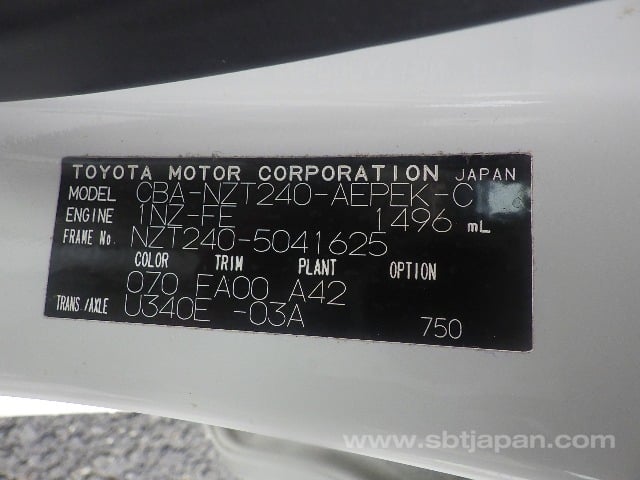 TOYOTA MOTOR CORPORATION JAPAN
MODEL CBA-NZT240-AEPEK-C
ENGINE 1NZ-FE 1496 mL
FRAME No. NZT240-5041625
COLOR TRIM PLANT OPTION
070 FA00 A42
TRANS/AXLE U340E -03A
750
www.sbtjapan.com